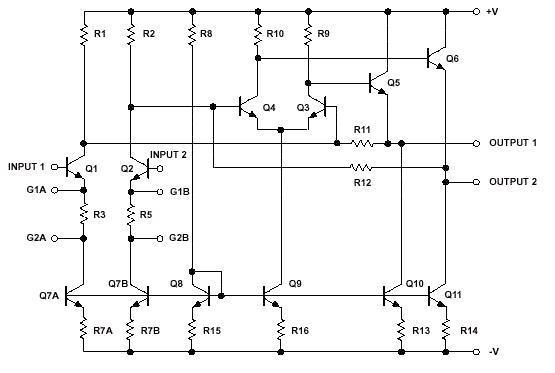 +V
R1 R2 R8 R10 R9
Q6
Q5
Q4 Q3
R11 OUTPUT 1
INPUT 1 Q1 Q2 INPUT 2
R12
G1A G1B OUTPUT 2
R3 R5
G2A G2B
Q7A Q7B Q8 Q9 Q10 Q11
R7A R7B R15 R16 R13 R14
-V